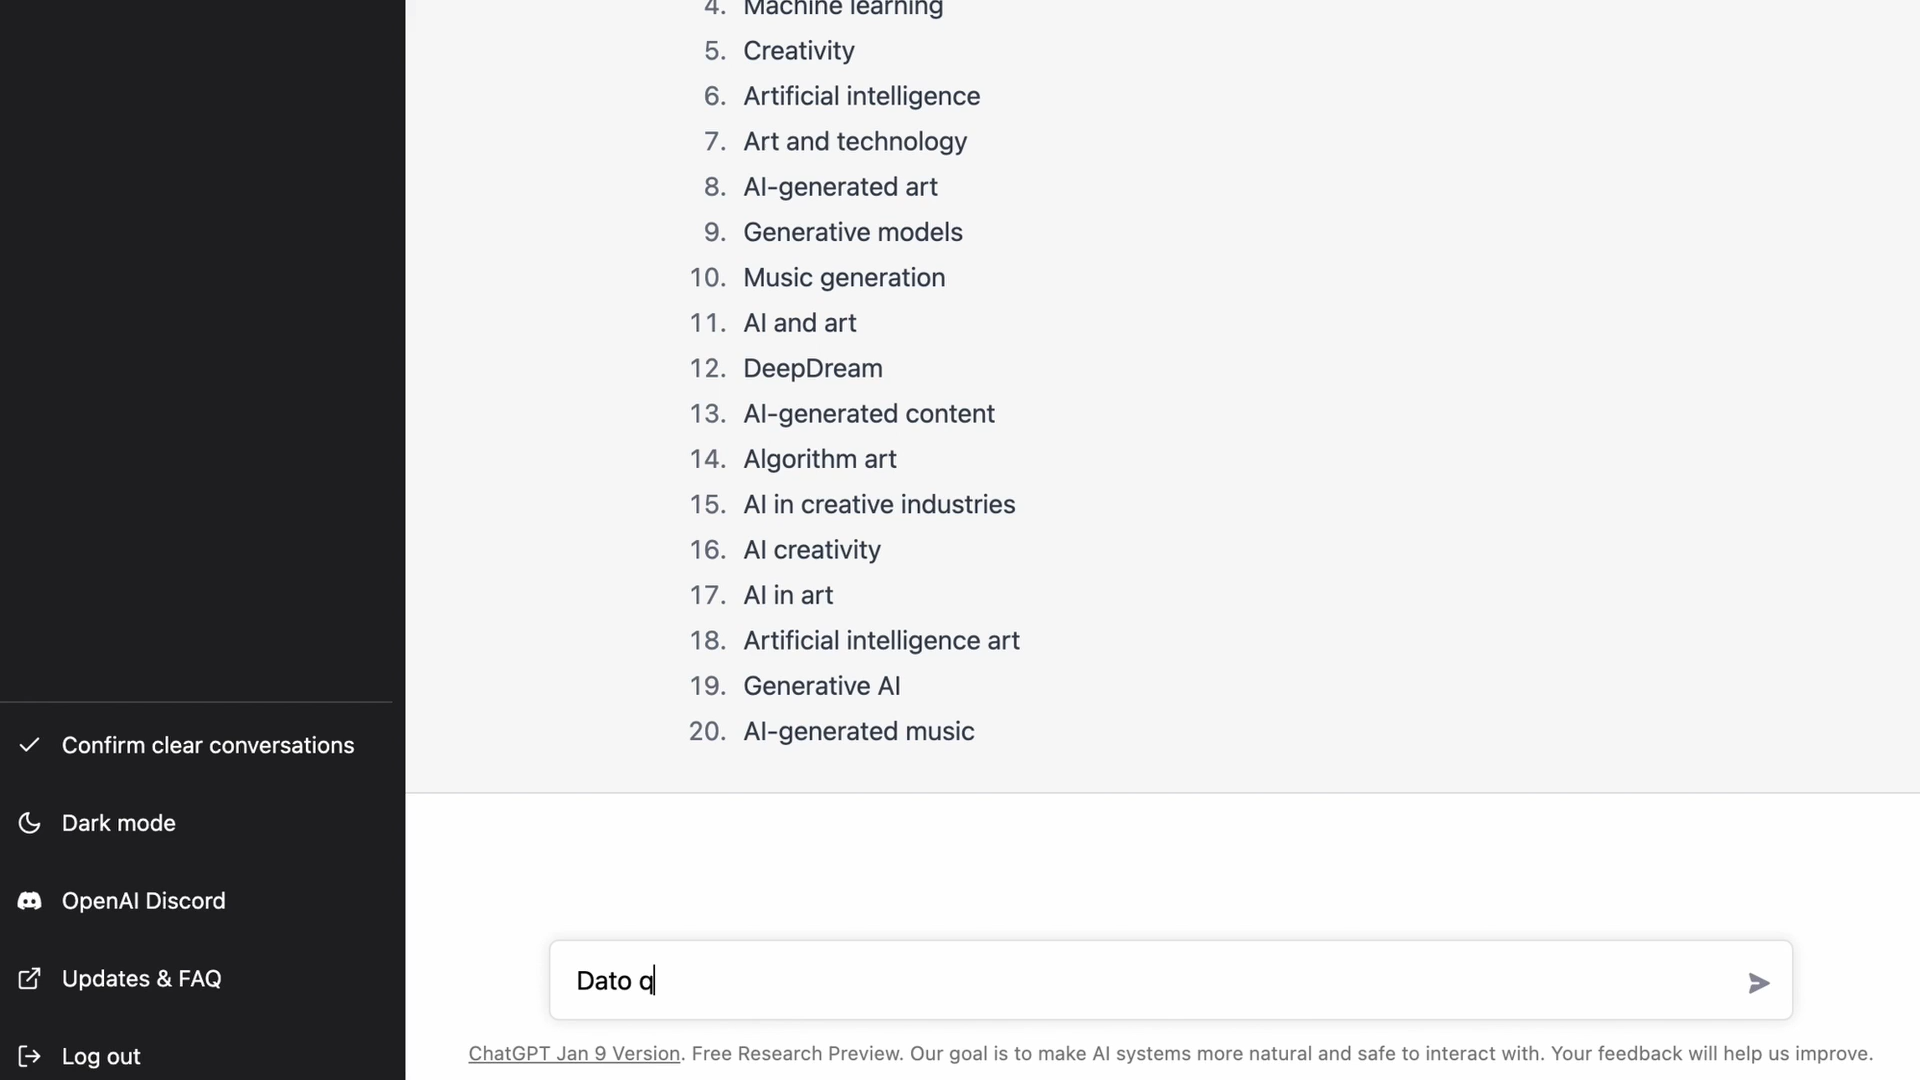 4. Machine learning
5. Creativity
6. Artificial intelligence
7. Art and technology
8. AI-generated art
9. Generative models
10. Music generation
11. AI and art
12. DeepDream
13. AI-generated content
14. Algorithm art
15. AI in creative industries
16. AI creativity
17. AI in art
18. Artificial intelligence art
19. Generative AI
20. AI-generated music
Confirm clear conversations
Dark mode
OpenAI Discord
Updates & FAQ
Log out
Dato q
ChatGPT Jan 9 Version. Free Research Preview. Our goal is to make AI systems more natural and safe to interact with. Your feedback will help us improve.